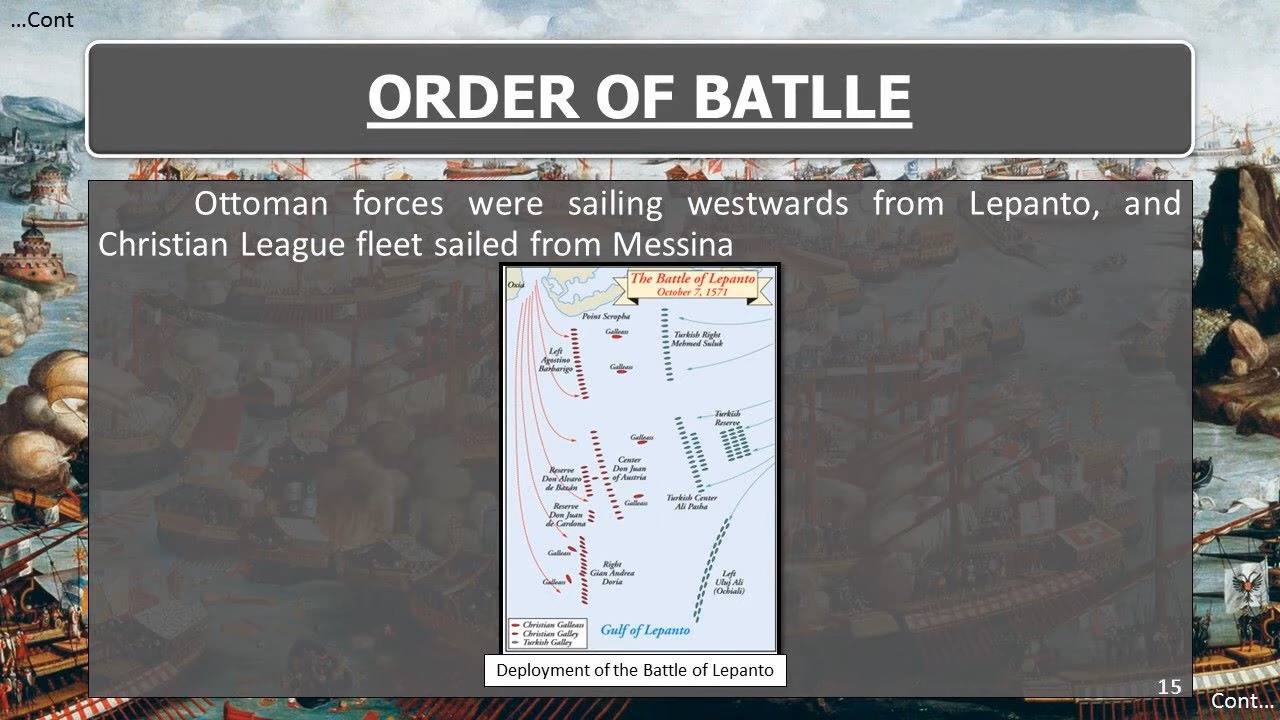 ...Cont
ORDER OF BATLLE
Ottoman forces were sailing westwards from Lepanto, and
Christian League fleet sailed from Messina
The Battle of Lepanto
October 7, 1571
Oxia
Point Scropha
Galleass
Turkish Right
Mehmed Suluk
Left
Agostino
Barbarigo
Galleass
Turkish
Reserve
Galleass
Center
Don Juan
of Austria
Reserve
Don Alvaro
de Bazán
Galleass
Turkish Center
Ali Pasha
Reserve
Don Juan
de Cardona
Galleass
Right
Gian Andrea
Doria
Galleass
Left
Uluj Ali
(Ochiali)
Christian Galleass
Christian Galley
Turkish Galley
Gulf of Lepanto
Deployment of the Battle of Lepanto
15
Cont...